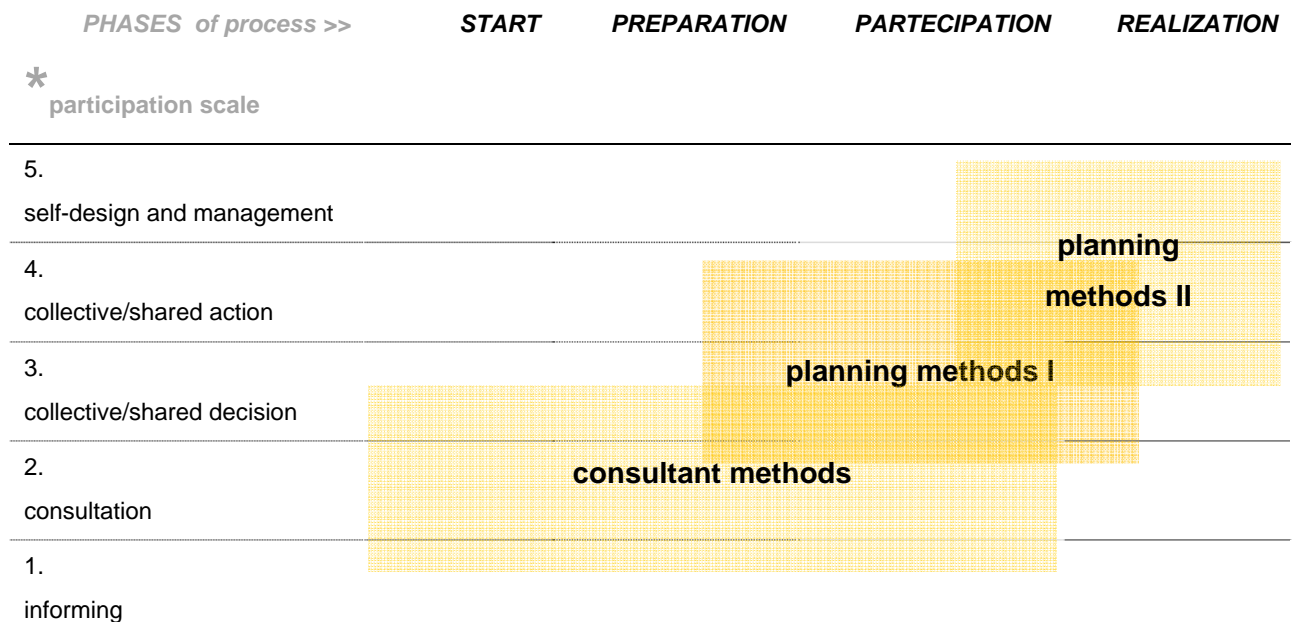 PHASES of process >> START PREPARATION PARTECIPATION REALIZATION
*
participation scale
5.
self-design and management
planning
4.
methods II
collective/shared action
3.
planning methods I
collective/shared decision
2.
consultant methods
consultation
1.
informing